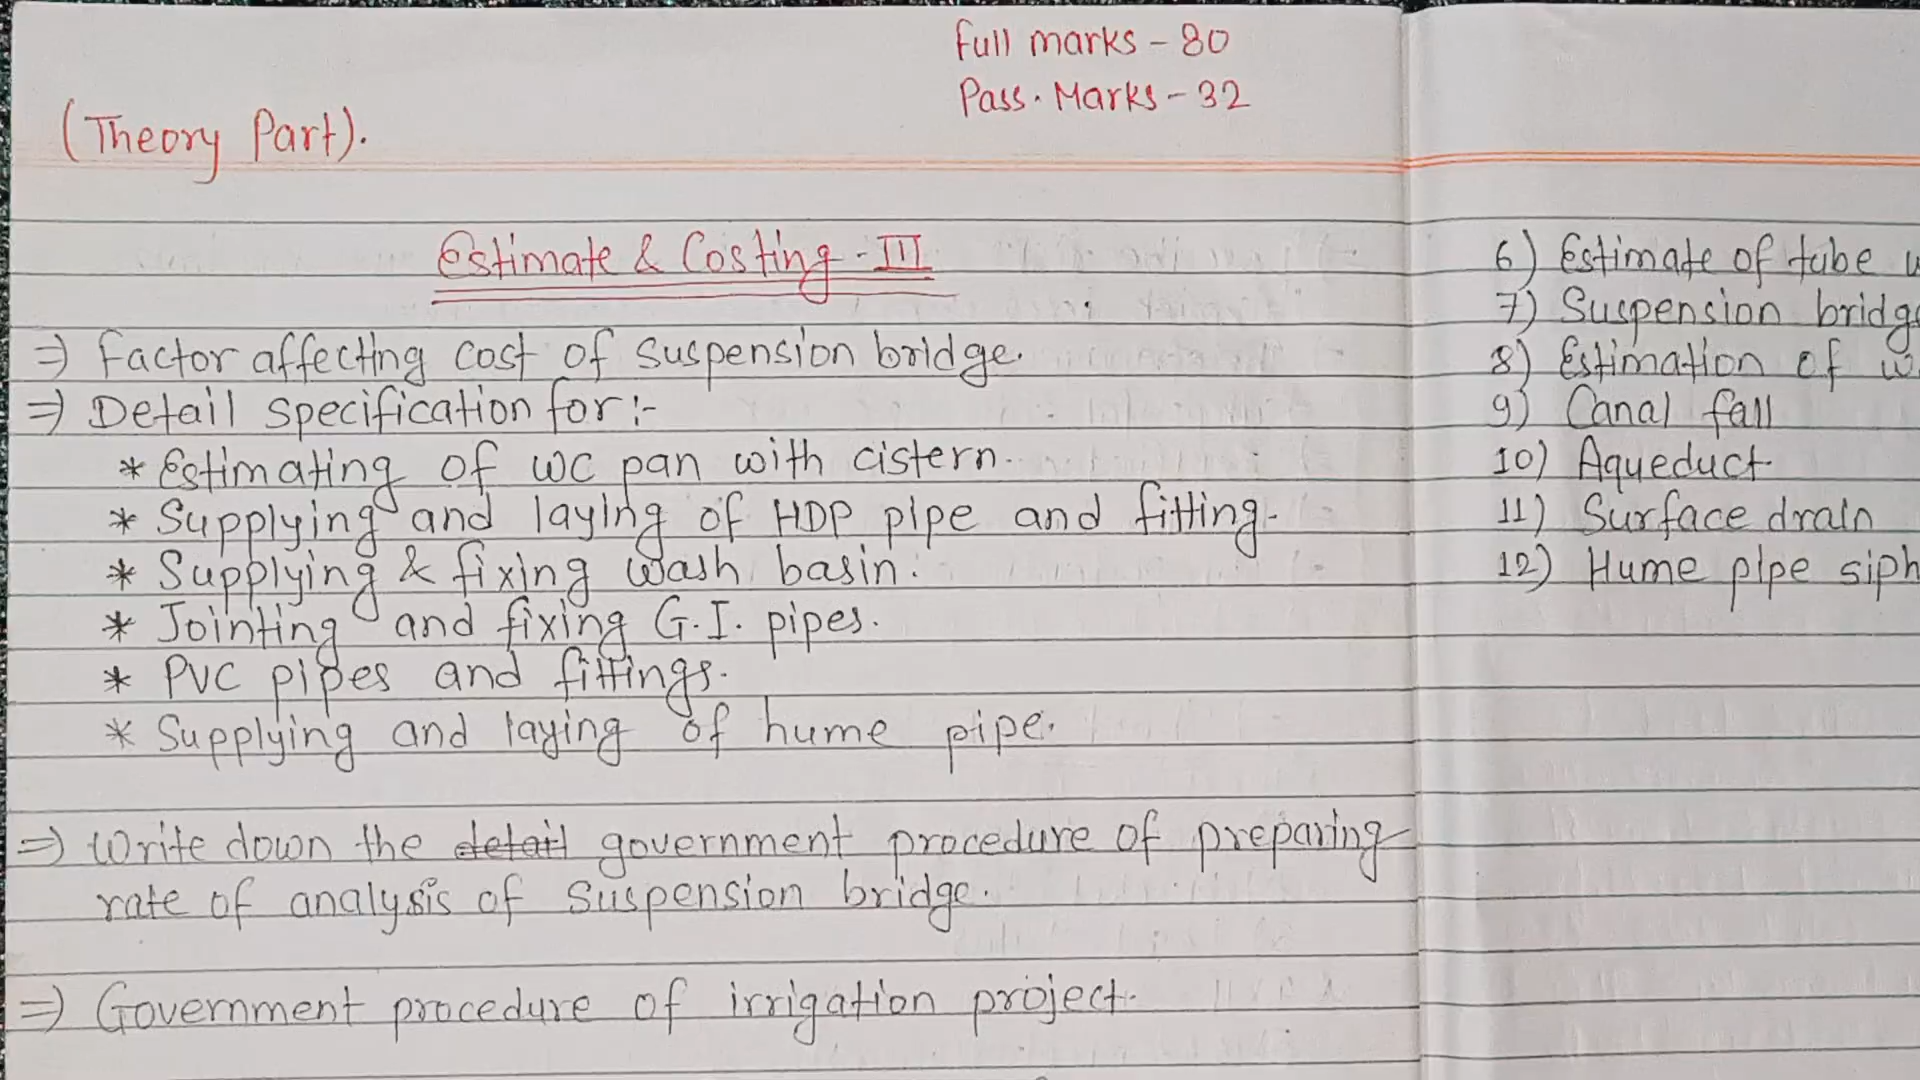 Full marks - 80
Pass. Marks - 32
(Theory Part).
Estimate & Costing - III
⇒ Factor affecting cost of suspension bridge.
⇒ Detail specification for:-
* Estimating of WC pan with cistern.
* Supplying and laying of HDP pipe and fitting.
* Supplying & fixing wash basin.
* Jointing and fixing G.I. pipes.
* PVC pipes and fittings.
* Supplying and laying of hume pipe.
⇒ Write down the detail government procedure of preparing
rate of analysis of suspension bridge.
⇒ Government procedure of irrigation project.
6) Estimate of tube
7) Suspension
8) Estimation of
9) Canal fall
10) Aqueduct
11) Surface drain
12) Hume pipe